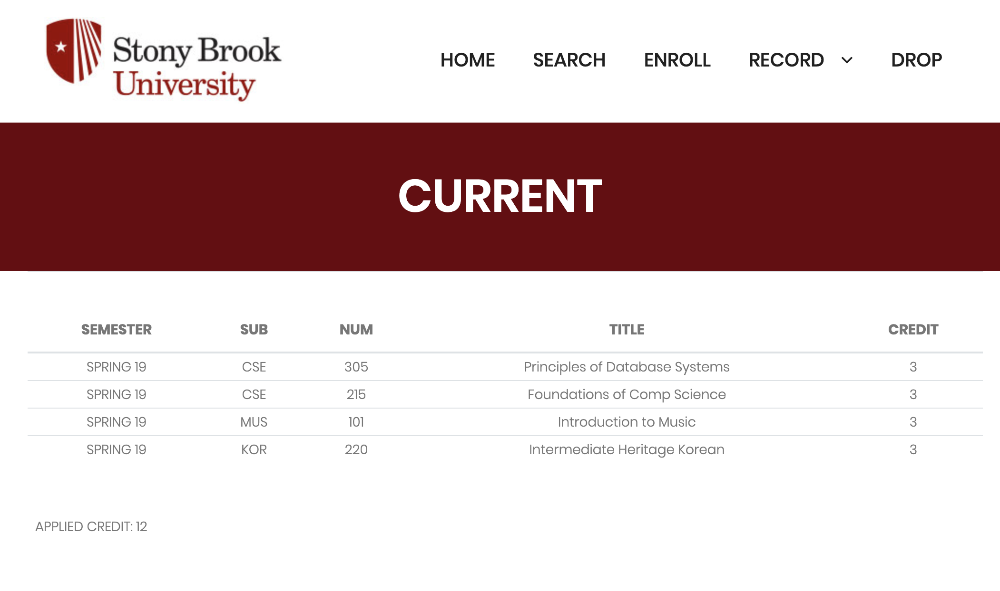 Stony Brook
University
HOME SEARCH ENROLL RECORD DROP
CURRENT
SEMESTER SUB NUM TITLE CREDIT
SPRING 19 CSE 305 Principles of Database Systems 3
SPRING 19 CSE 215 Foundations of Comp Science 3
SPRING 19 MUS 101 Introduction to Music 3
SPRING 19 KOR 220 Intermediate Heritage Korean 3
APPLIED CREDIT: 12